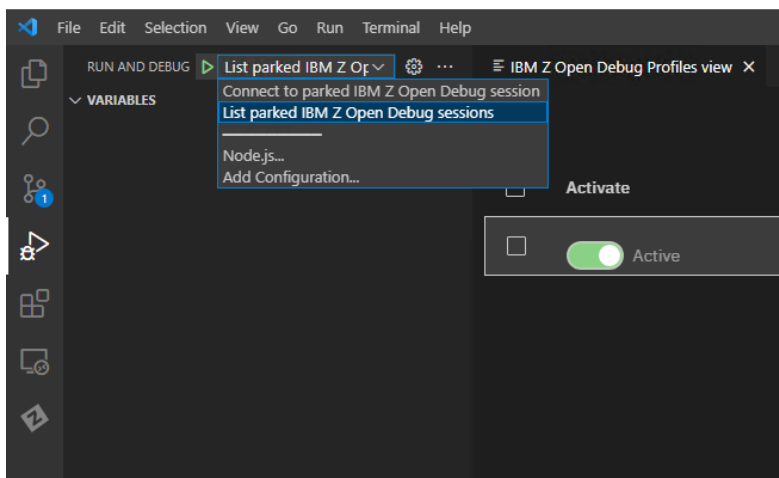 File Edit Selection View Go Run Terminal Help
RUN AND DEBUG List parked IBM Z Op IBM Z Open Debug Profiles view
Connect to parked IBM Z Open Debug session
VARIABLES
List parked IBM Z Open Debug sessions
Node.js...
Add Configuration...
Activate
1
Active